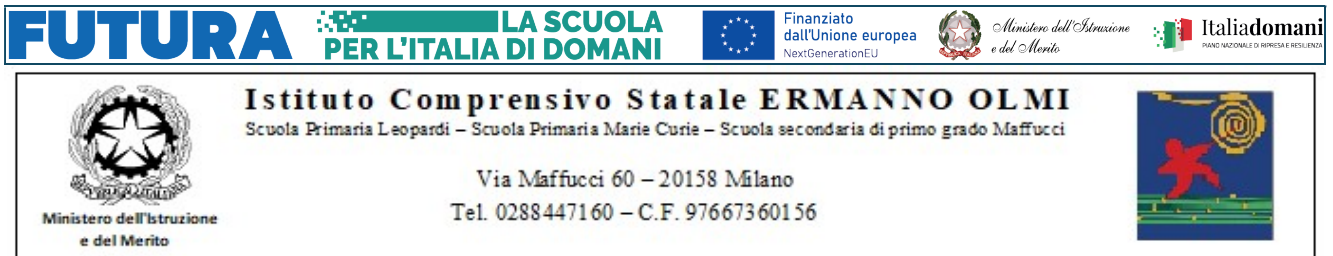 FUTURA
LA SCUOLA
PER L'ITALIA DI DOMANI
Finanziato
dall'Unione europea
NextGenerationEU
Ministero dell'Istruzione
e del Merito
Italiadomani
PIANO NAZIONALE DI RIPRESA E RESILIENZA
Istituto Comprensivo Statale ERMANNO OLMI
Scuola Primaria Leopardi – Scuola Primaria Marie Curie – Scuola secondaria di primo grado Maffucci
Via Maffucci 60 – 20158 Milano
Tel. 0288447160 – C.F. 97667360156
Ministero dell'Istruzione
e del Merito